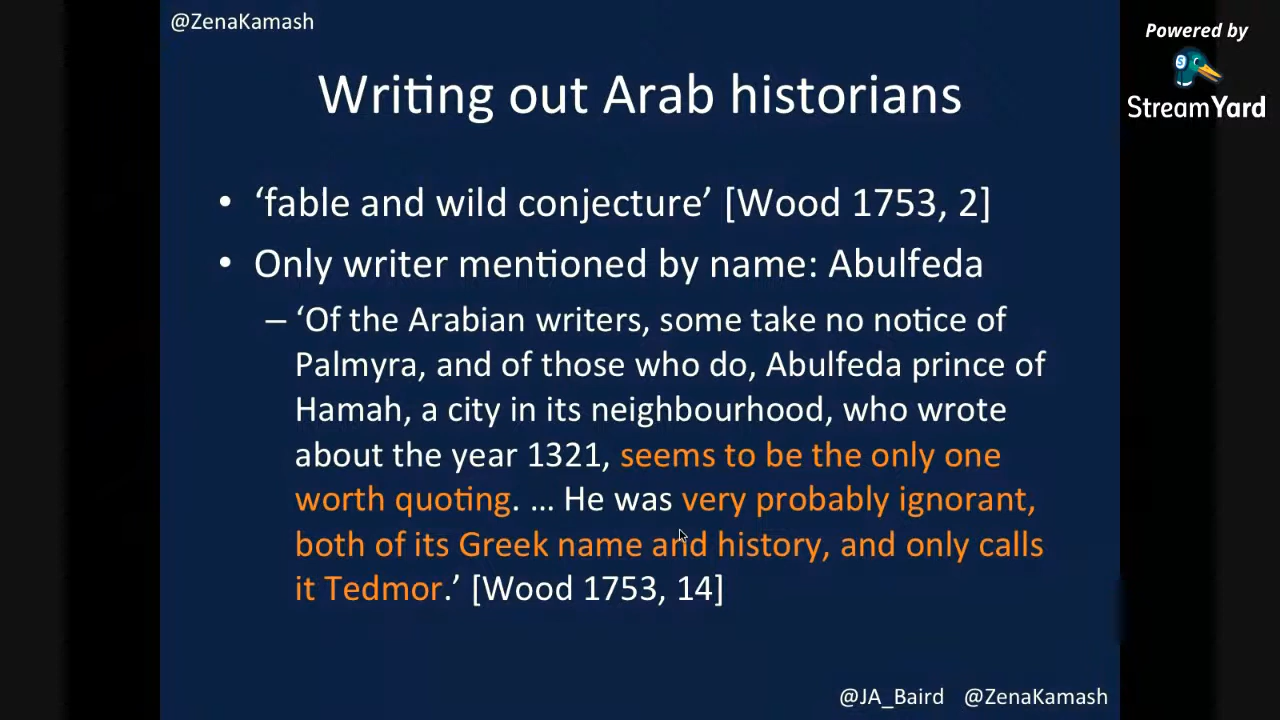 @ZenaKamash
Powered by
StreamYard
Writing out Arab historians
• ‘fable and wild conjecture’ [Wood 1753, 2]
• Only writer mentioned by name: Abulfeda
– ‘Of the Arabian writers, some take no notice of
Palmyra, and of those who do, Abulfeda prince of
Hamah, a city in its neighbourhood, who wrote
about the year 1321, seems to be the only one
worth quoting. ... He was very probably ignorant,
both of its Greek name and history, and only calls
it Tedmor.’ [Wood 1753, 14]
@JA_Baird @ZenaKamash